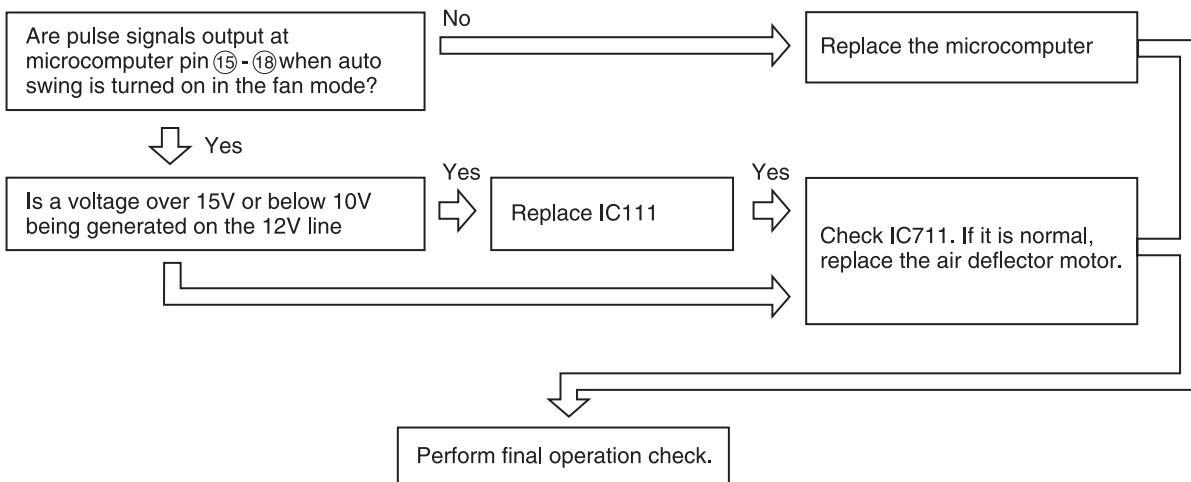 Are pulse signals output at
microcomputer pin ⑮ - ⑱ when auto
swing is turned on in the fan mode?
No
Replace the microcomputer
Yes
Is a voltage over 15V or below 10V
being generated on the 12V line
Yes
Replace IC111
Yes
Check IC711. If it is normal,
replace the air deflector motor.
Perform final operation check.